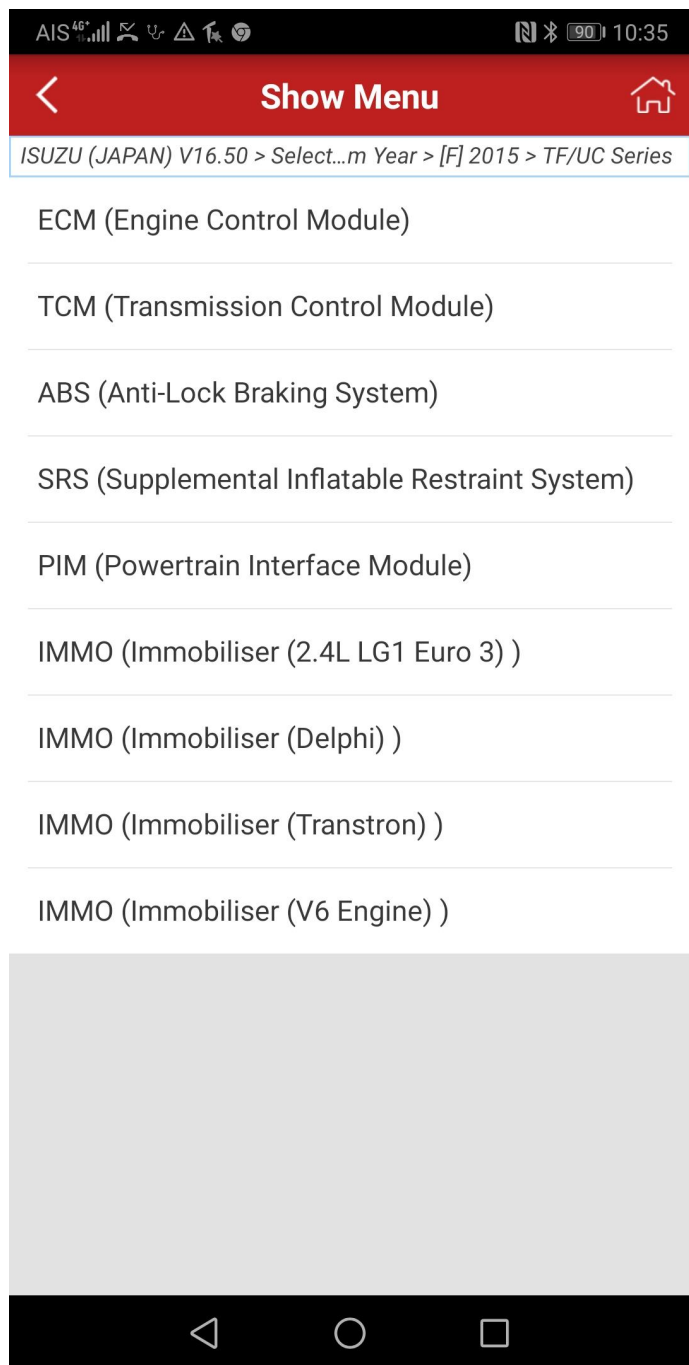 AIS 4G+ 90 10:35
Show Menu
ISUZU (JAPAN) V16.50 > Select...m Year > [F] 2015 > TF/UC Series
ECM (Engine Control Module)
TCM (Transmission Control Module)
ABS (Anti-Lock Braking System)
SRS (Supplemental Inflatable Restraint System)
PIM (Powertrain Interface Module)
IMMO (Immobiliser (2.4L LG1 Euro 3) )
IMMO (Immobiliser (Delphi) )
IMMO (Immobiliser (Transtron) )
IMMO (Immobiliser (V6 Engine) )